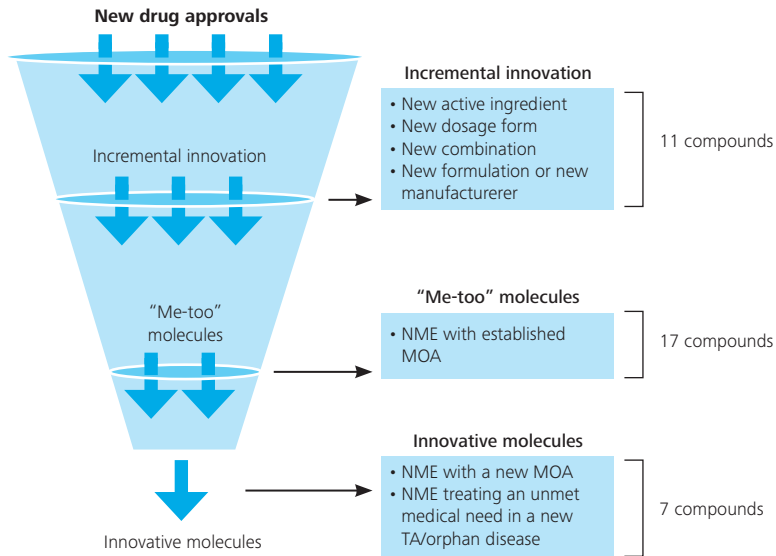 New drug approvals
Incremental innovation
"Me-too"
molecules
Innovative molecules
Incremental innovation
• New active ingredient
• New dosage form
• New combination
• New formulation or new
manufacturerer
11 compounds
"Me-too" molecules
• NME with established
MOA
17 compounds
Innovative molecules
• NME with a new MOA
• NME treating an unmet
medical need in a new
TA/orphan disease
7 compounds